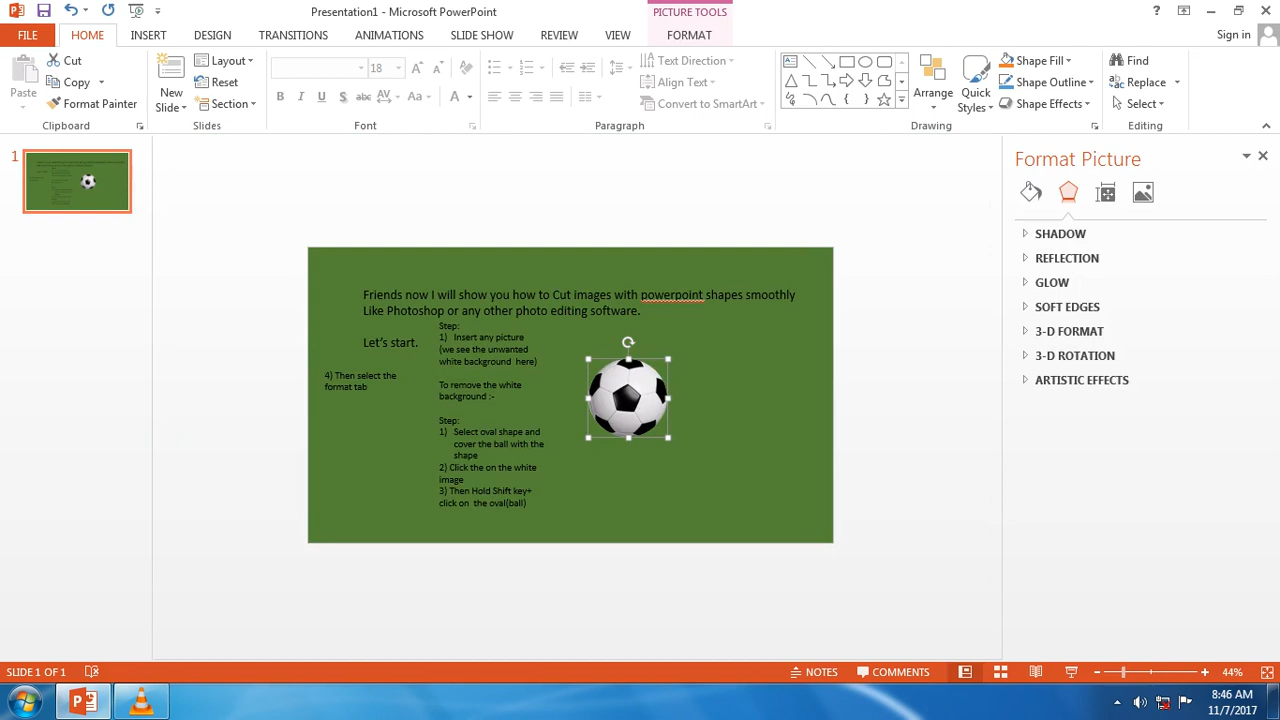 Presentation1 - Microsoft PowerPoint
PICTURE TOOLS
?
FILE
HOME
INSERT
DESIGN
TRANSITIONS
ANIMATIONS
SLIDE SHOW
REVIEW
VIEW
FORMAT
Sign in
Paste
Cut
Copy
Format Painter
Clipboard
New
Slide
Layout
Reset
Section
Slides
18
B I U S abc AV Aa A
Font
Text Direction
Align Text
Convert to SmartArt
Paragraph
Arrange
Quick
Styles
Shape Fill
Shape Outline
Shape Effects
Drawing
Find
Replace
Select
Editing
1
Friends now I will show you how to Cut images with powerpoint shapes smoothly
Like Photoshop or any other photo editing software.
Let's start.
Step:
1) Insert any picture
(we see the unwanted
white background here)
To remove the white
background :-
Step:
1) Select oval shape and
cover the ball with the
shape
2) Click the on the white
image
3) Then Hold Shift key+
click on the oval(ball)
4) Then select the
format tab
Format Picture
SHADOW
REFLECTION
GLOW
SOFT EDGES
3-D FORMAT
3-D ROTATION
ARTISTIC EFFECTS
SLIDE 1 OF 1
NOTES
COMMENTS
44%
8:46 AM
11/7/2017